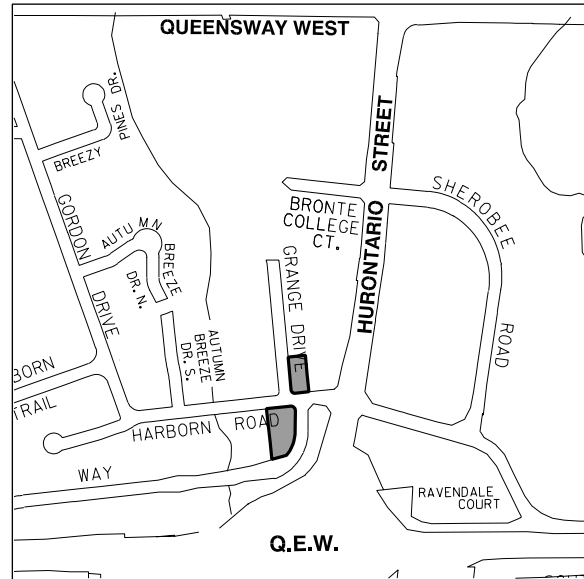 QUEENSWAY WEST
PINES DR.
BREEZY
STREET
SHEROBEE
BRONTE
COLLEGE
CT.
GORDON
AUTUMN
BREEZE
DR. N.
HURONTARIO
GRANGE DRIVE
DRIVE
ROAD
AUTUMN
BREEZE
DR. S.
BORN
TRAIL
HARBORN ROAD
WAY
RAVENDALE
COURT
Q.E.W.